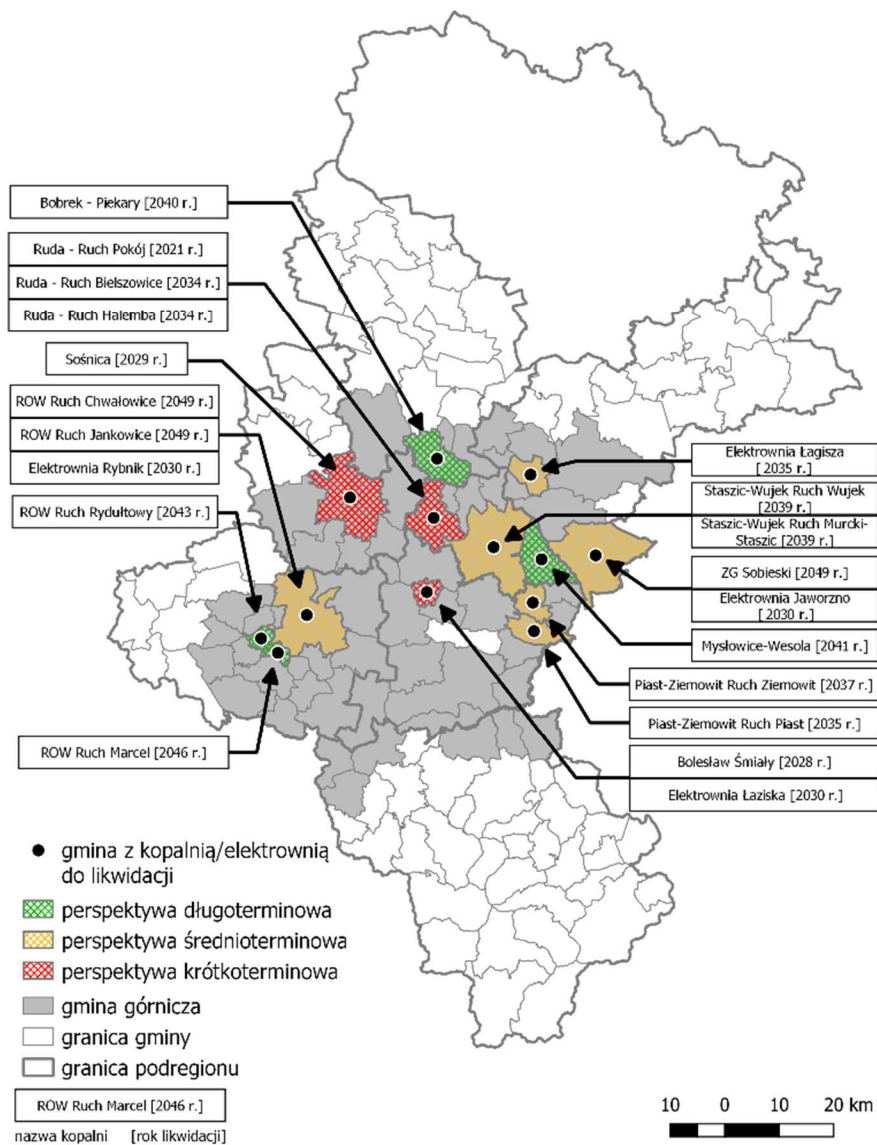 Bobrek - Piekary [2040 r.]
Ruda - Ruch Pokój [2021 r.]
Ruda - Ruch Bielszowice [2034 r.]
Ruda - Ruch Halemba [2034 r.]
Sośnica [2029 r.]
ROW Ruch Chwałowice [2049 r.]
ROW Ruch Jankowice [2049 r.]
Elektrownia Rybnik [2030 r.]
ROW Ruch Rydułtowy [2043 r.]
ROW Ruch Marcel [2046 r.]
Elektrownia Łagisza
[2035 r.]
Staszic-Wujek Ruch Wujek
[2039 r.]
Staszic-Wujek Ruch Murcki-
Staszic [2039 r.]
ZG Sobieski [2049 r.]
Elektrownia Jaworzno
[2030 r.]
Mysłowice-Wesoła [2041 r.]
Piast-Ziemowit Ruch Ziemowit [2037 r.]
Piast-Ziemowit Ruch Piast [2035 r.]
Bolesław Śmiały [2028 r.]
Elektrownia Łaziska [2030 r.]
gmina z kopalnią/elektrownią
do likwidacji
perspektywa długoterminowa
perspektywa średnioterminowa
perspektywa krótkoterminowa
gmina górnicza
granica gminy
granica podregionu
ROW Ruch Marcel [2046 r.]
nazwa kopalni [rok likwidacji]
10 0 10 20 km